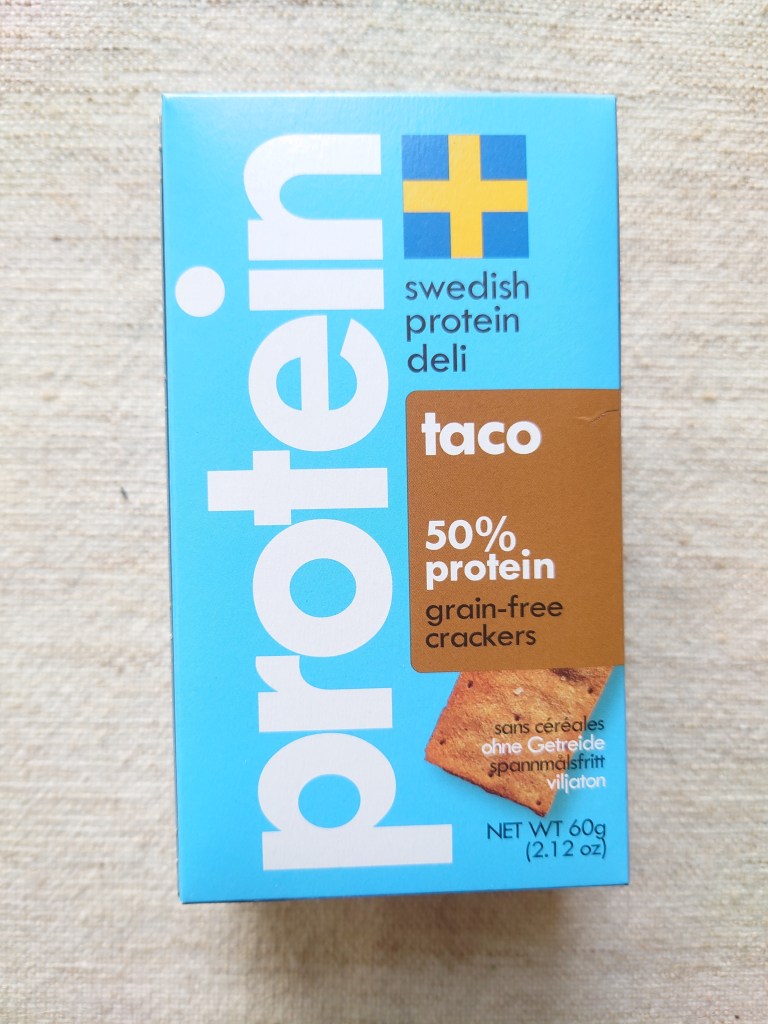 protein
swedish
protein
deli
taco
50%
protein
grain-free
crackers
sans céréales
ohne Getreide
spannmålsfritt
viljaton
NET WT 60g
(2.12 oz)